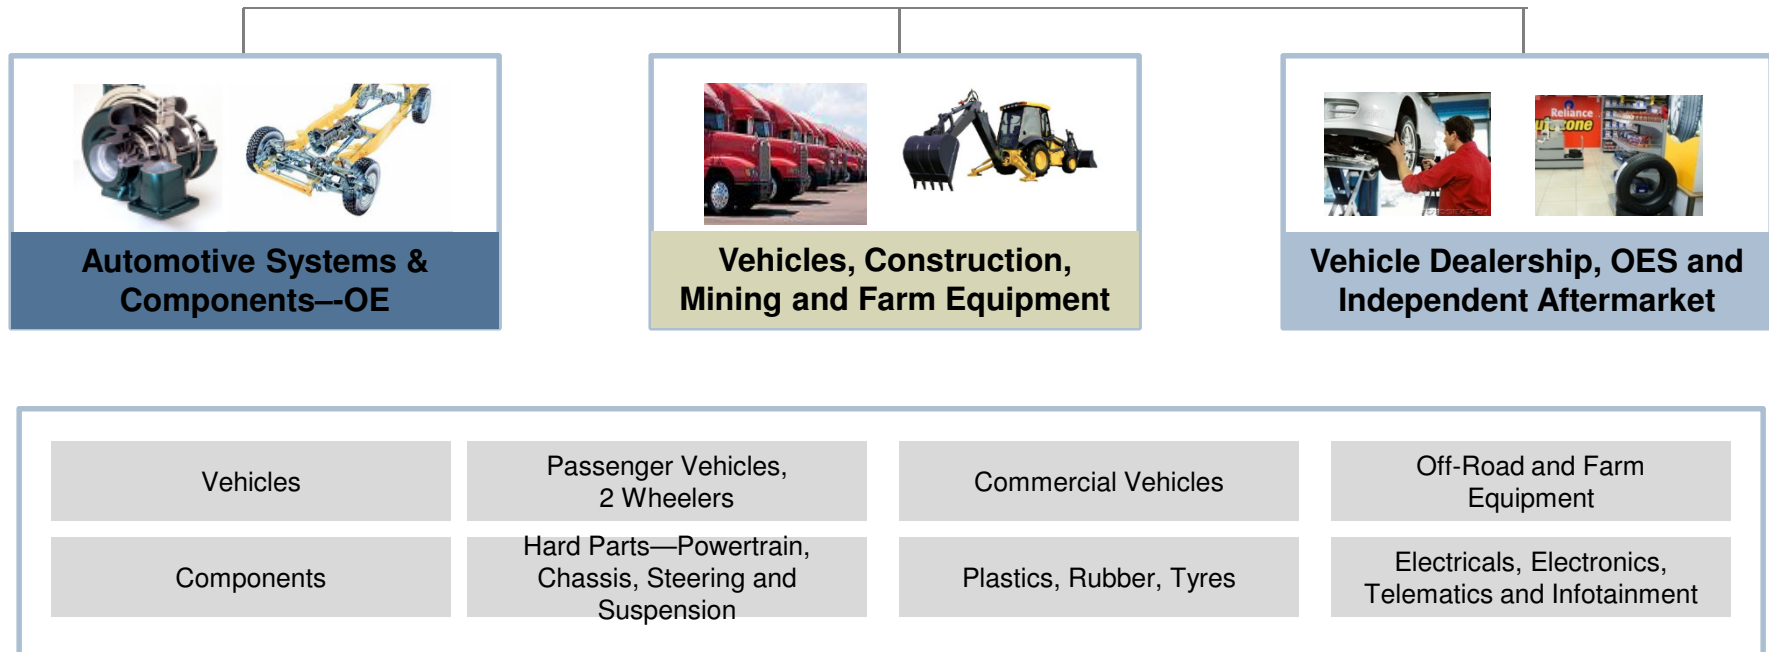 Reliance
Automotive Systems &
Components–-OE
Vehicles, Construction,
Mining and Farm Equipment
Vehicle Dealership, OES and
Independent Aftermarket
Vehicles
Passenger Vehicles,
2 Wheelers
Commercial Vehicles
Off-Road and Farm
Equipment
Components
Hard Parts—Powertrain,
Chassis, Steering and
Suspension
Plastics, Rubber, Tyres
Electricals, Electronics,
Telematics and Infotainment